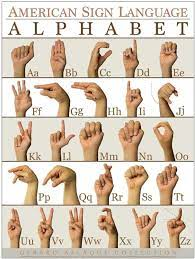 AMERICAN SIGN LANGUAGE
ALPHABET
Aa Bb Cc Dd Ee
Ff Gg Hh Ii Jj
Kk Ll Mm Nn Oo
Pp Qq Rr Ss Tt
Uu Vv Ww Xx Yy Zz
COLLECTION